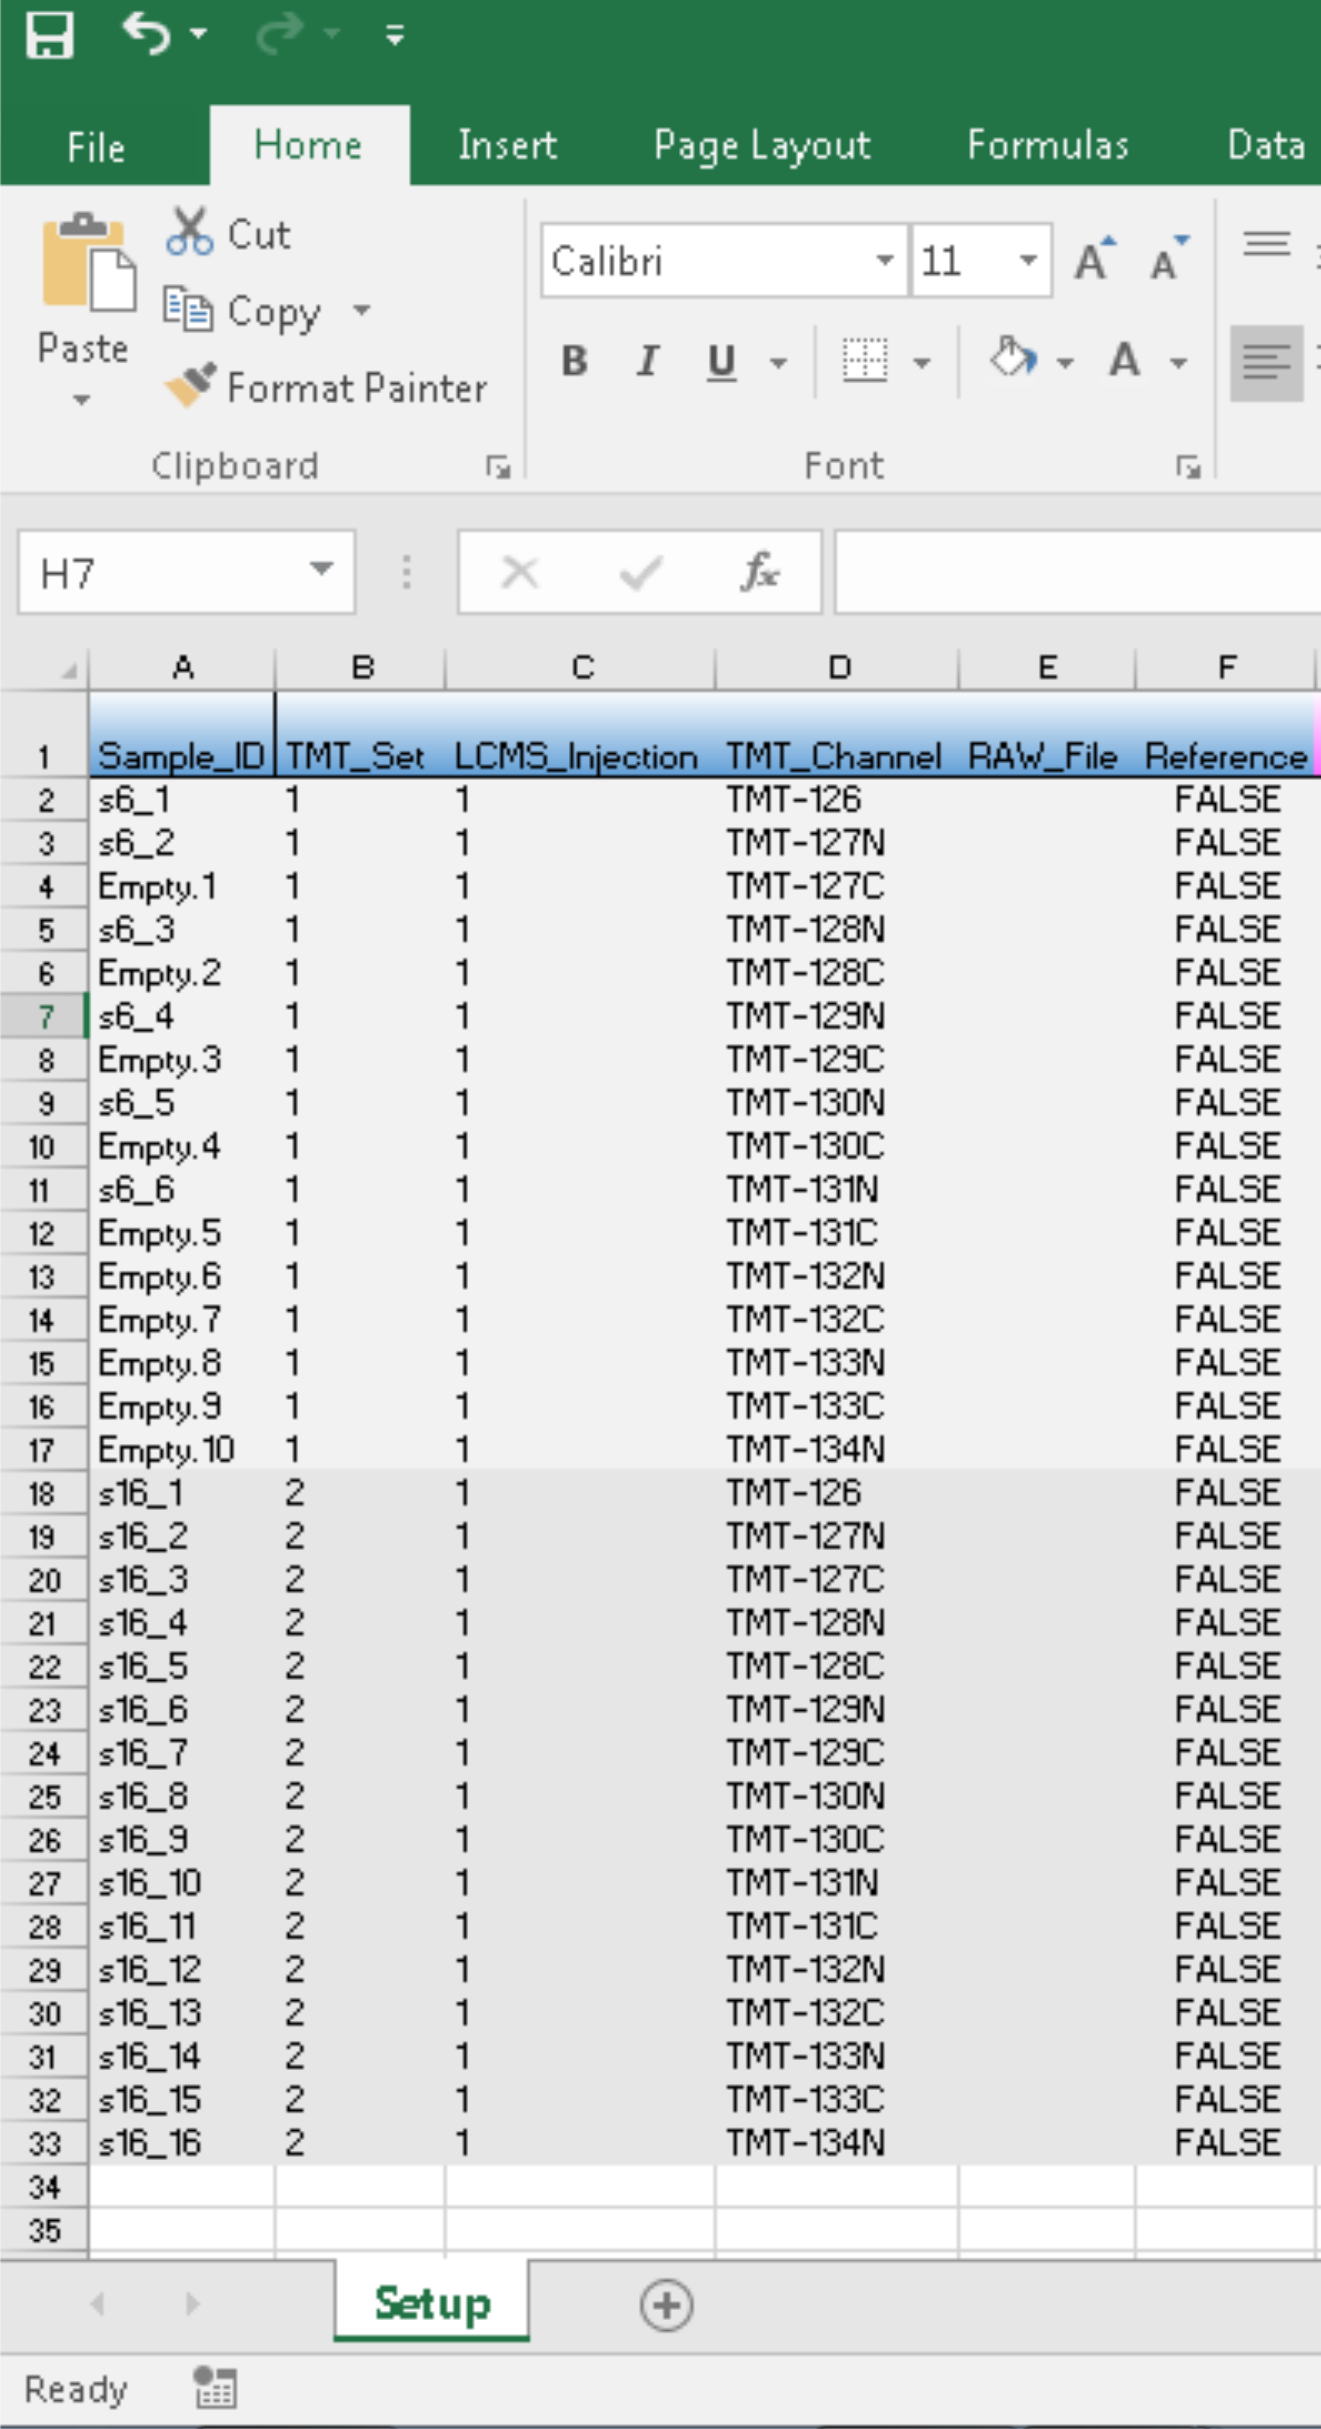 File Home Insert Page Layout Formulas Data
Cut
Calibri 11 A A
Copy
Paste
B I U A
Format Painter
Clipboard Font
H7 fx
A B C D E F
1 Sample_ID TMT_Set LCMS_Injection TMT_Channel RAW_File Reference
2 s6_1 1 1 TMT-126 FALSE
3 s6_2 1 1 TMT-127N FALSE
4 Empty.1 1 1 TMT-127C FALSE
5 s6_3 1 1 TMT-128N FALSE
6 Empty.2 1 1 TMT-128C FALSE
7 s6_4 1 1 TMT-129N FALSE
8 Empty.3 1 1 TMT-129C FALSE
9 s6_5 1 1 TMT-130N FALSE
10 Empty.4 1 1 TMT-130C FALSE
11 s6_6 1 1 TMT-131N FALSE
12 Empty.5 1 1 TMT-131C FALSE
13 Empty.6 1 1 TMT-132N FALSE
14 Empty.7 1 1 TMT-132C FALSE
15 Empty.8 1 1 TMT-133N FALSE
16 Empty.9 1 1 TMT-133C FALSE
17 Empty.10 1 1 TMT-134N FALSE
18 s16_1 2 1 TMT-126 FALSE
19 s16_2 2 1 TMT-127N FALSE
20 s16_3 2 1 TMT-127C FALSE
21 s16_4 2 1 TMT-128N FALSE
22 s16_5 2 1 TMT-128C FALSE
23 s16_6 2 1 TMT-129N FALSE
24 s16_7 2 1 TMT-129C FALSE
25 s16_8 2 1 TMT-130N FALSE
26 s16_9 2 1 TMT-130C FALSE
27 s16_10 2 1 TMT-131N FALSE
28 s16_11 2 1 TMT-131C FALSE
29 s16_12 2 1 TMT-132N FALSE
30 s16_13 2 1 TMT-132C FALSE
31 s16_14 2 1 TMT-133N FALSE
32 s16_15 2 1 TMT-133C FALSE
33 s16_16 2 1 TMT-134N FALSE
34
35
Setup
Ready